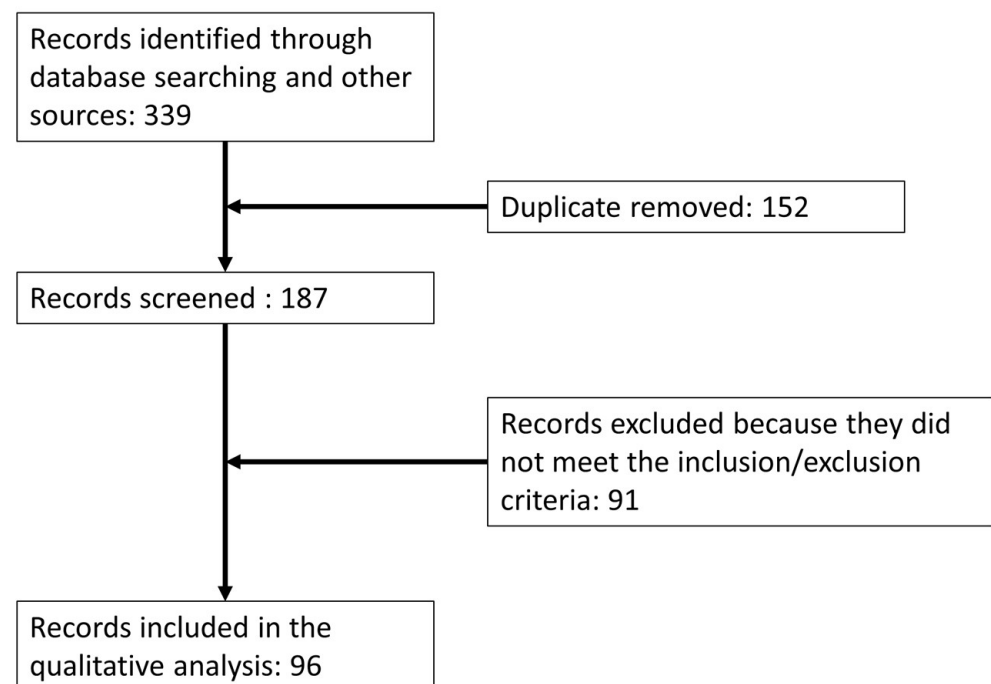 Records identified through
database searching and other
sources: 339
Duplicate removed: 152
Records screened : 187
Records excluded because they did
not meet the inclusion/exclusion
criteria: 91
Records included in the
qualitative analysis: 96